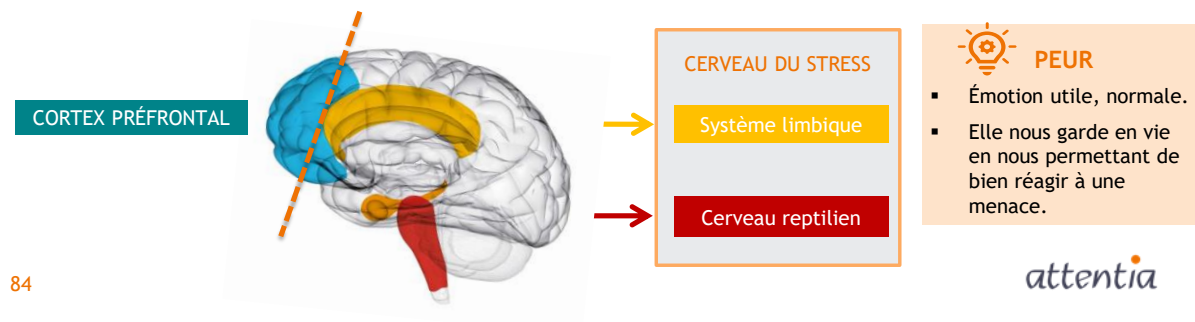 CORTEX PRÉFRONTAL
CERVEAU DU STRESS
Système limbique
Cerveau reptilien
PEUR
▪ Émotion utile, normale.
▪ Elle nous garde en vie
en nous permettant de
bien réagir à une
menace.
84
attentia